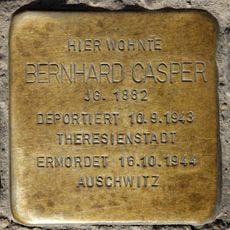 HIER WOHNTE
BERNHARD CASPER
JG. 1882
DEPORTIERT 10.9.1943
THERESIENSTADT
ERMORDET 16.10.1944
AUSCHWITZ